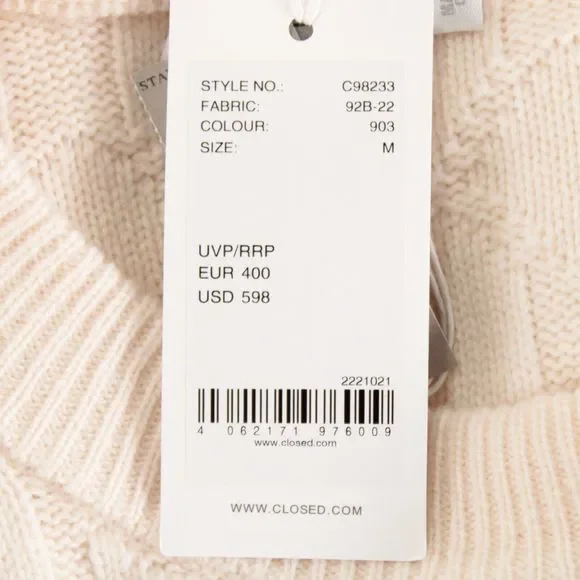 STYLE NO.: C98233
FABRIC: 92B-22
COLOUR: 903
SIZE: M
UVP/RRP
EUR 400
USD 598
2221021
4 062171 976009
www.closed.com
WWW.CLOSED.COM